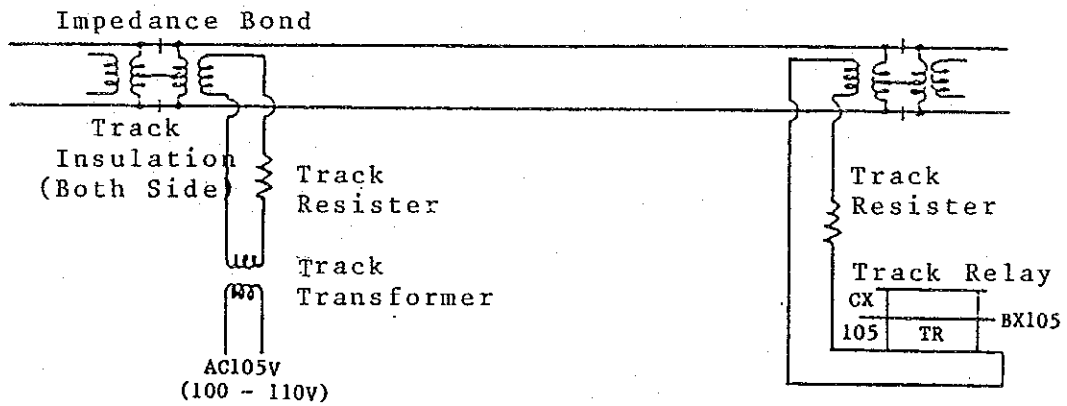 Impedance Bond
Track
Insulation
(Both Side)
Track
Resister
Track
Transformer
AC105V
(100 - 110V)
Track
Resister
Track Relay
CX
105
TR
BX105